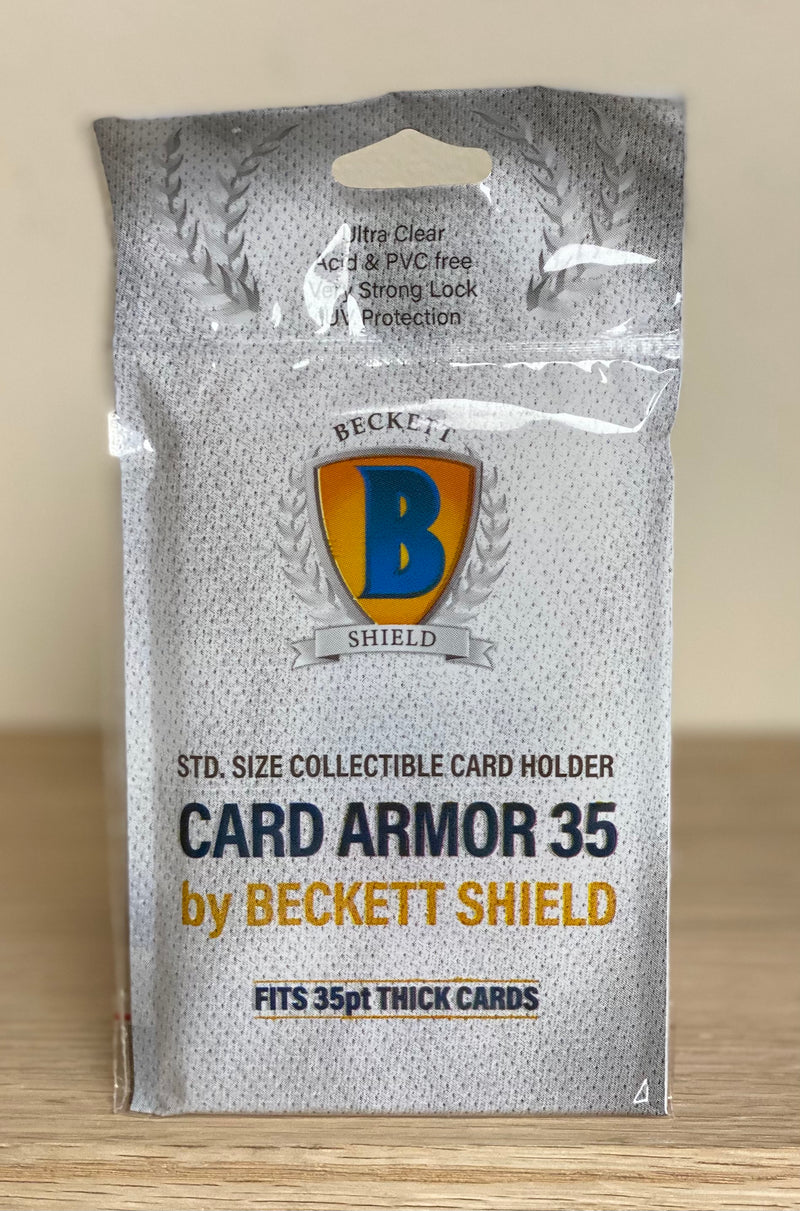 Ultra Clear
Acid & PVC free
Very Strong Lock
UV Protection
BECKETT
B
SHIELD
STD. SIZE COLLECTIBLE CARD HOLDER
CARD ARMOR 35
by BECKETT SHIELD
FITS 35pt THICK CARDS